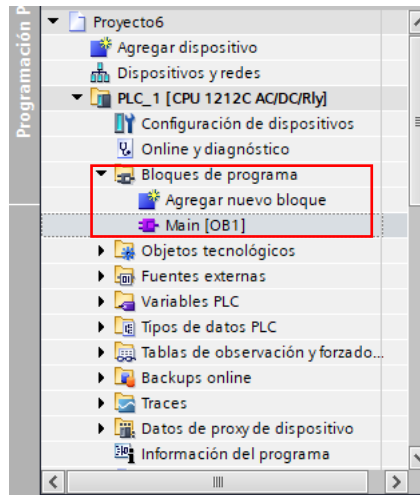 Programación P
Proyecto6
Agregar dispositivo
Dispositivos y redes
PLC_1 [CPU 1212C AC/DC/Rly]
Configuración de dispositivos
Online y diagnóstico
Bloques de programa
Agregar nuevo bloque
Main [OB1]
Objetos tecnológicos
Fuentes externas
Variables PLC
Tipos de datos PLC
Tablas de observación y forzado...
Backups online
Traces
Datos de proxy de dispositivo
Información del programa